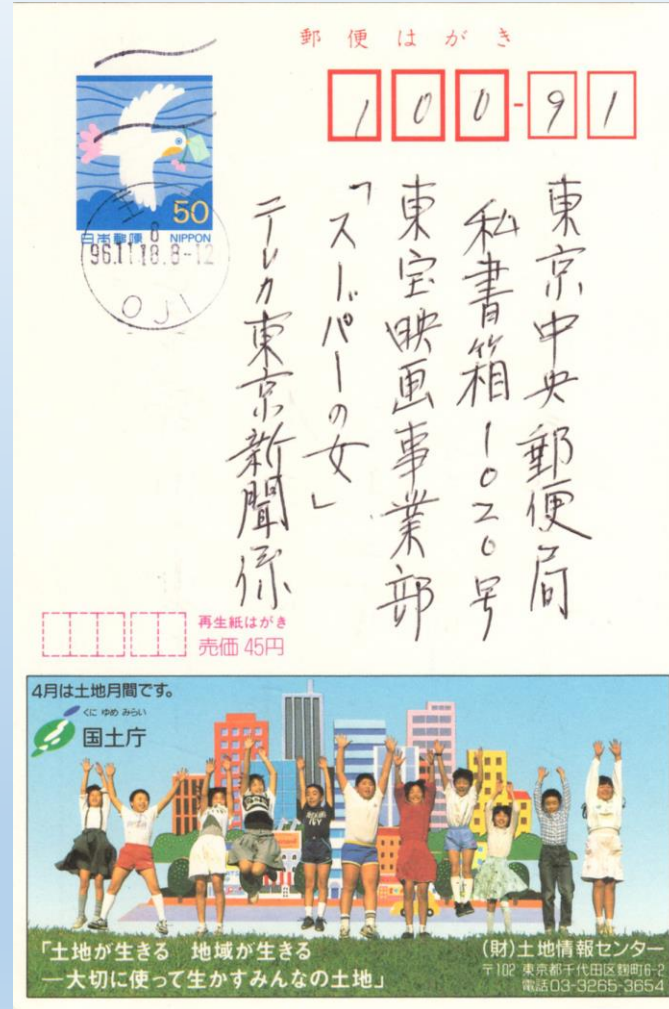 郵便はがき
100-91
50
日本郵便 NIPPON
96.11.18.8-12
OJI
東京中央郵便局
私書箱1020号
東宝映画事業部
「スーパーの女」
テレカ東京新聞係
再生紙はがき
売価 45円
4月は土地月間です。
くに ゆめ みらい
国土庁
「土地が生きる 地域が生きる
―大切に使って生かすみんなの土地」
(財)土地情報センター
〒102 東京都千代田区麹町6-2
電話03-3265-3654